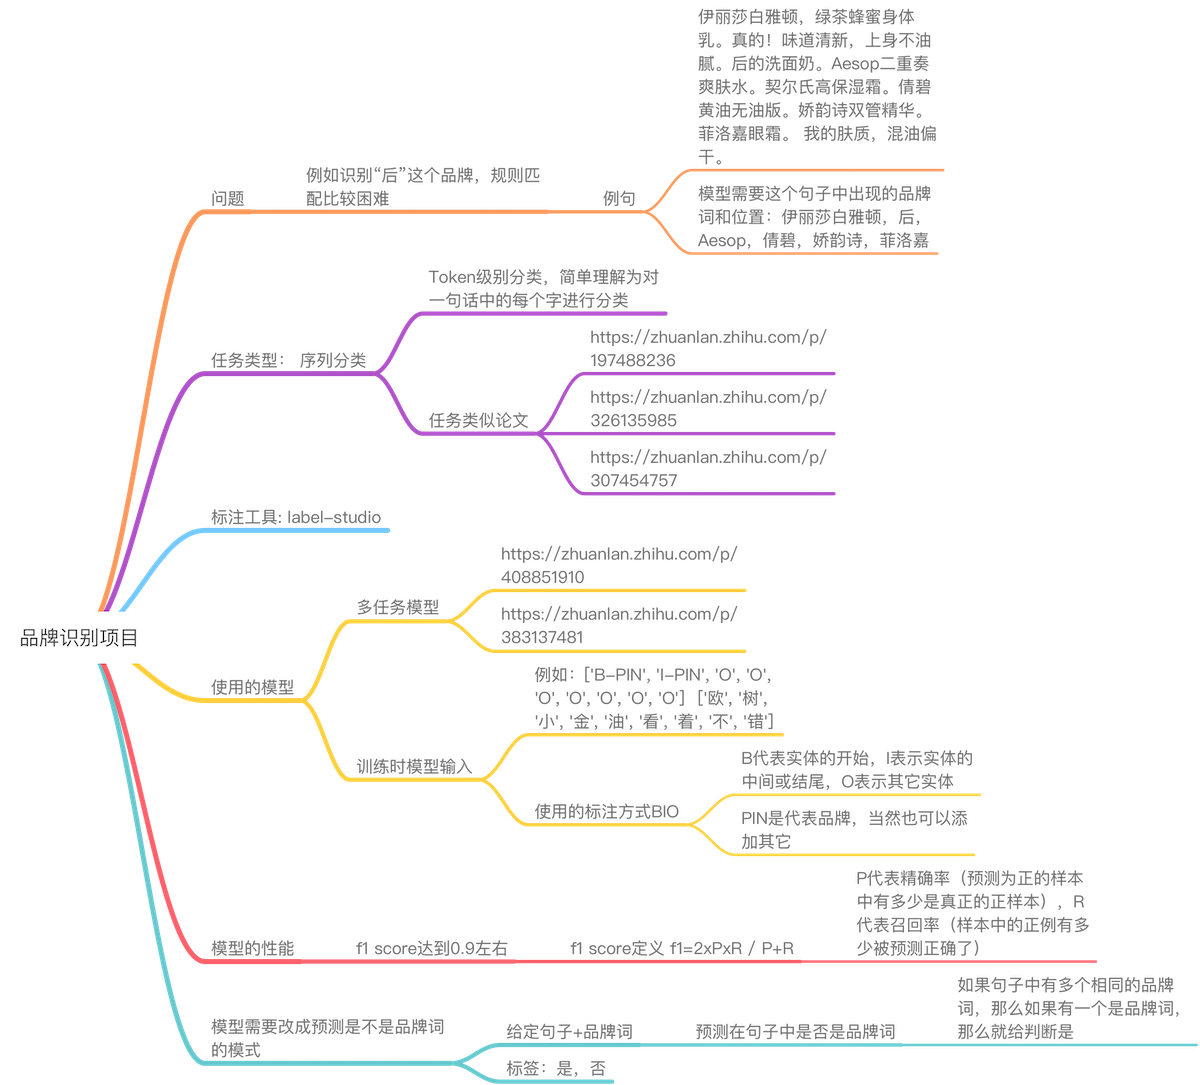 品牌识别项目
问题
例如识别“后”这个品牌，规则匹
配比较困难
例句
伊丽莎白雅顿，绿茶蜂蜜身体
乳。真的！味道清新，上身不油
腻。后的洗面奶。Aesop二重奏
爽肤水。契尔氏高保湿霜。倩碧
黄油无油版。娇韵诗双管精华。
菲洛嘉眼霜。 我的肤质，混油偏
干。
模型需要这个句子中出现的品牌
词和位置：伊丽莎白雅顿，后，
Aesop，倩碧，娇韵诗，菲洛嘉
任务类型： 序列分类
Token级别分类，简单理解为对
一句话中的每个字进行分类
任务类似论文
https://zhuanlan.zhihu.com/p/
197488236
https://zhuanlan.zhihu.com/p/
326135985
https://zhuanlan.zhihu.com/p/
307454757
标注工具: label-studio
使用的模型
多任务模型
https://zhuanlan.zhihu.com/p/
408851910
https://zhuanlan.zhihu.com/p/
383137481
训练时模型输入
例如：['B-PIN', 'I-PIN', 'O', 'O',
'O', 'O', 'O', 'O', 'O'] ['欧', '树',
'小', '金', '油', '看', '着', '不', '错']
使用的标注方式BIO
B代表实体的开始，I表示实体的
中间或结尾，O表示其它实体
PIN是代表品牌，当然也可以添
加其它
模型的性能
f1 score达到0.9左右
f1 score定义 f1=2xPxR / P+R
P代表精确率（预测为正的样本
中有多少是真正的正样本），R
代表召回率（样本中的正例有多
少被预测正确了）
模型需要改成预测是不是品牌词
的模式
给定句子+品牌词
预测在句子中是否是品牌词
如果句子中有多个相同的品牌
词，那么如果有一个是品牌词，
那么就给判断是
标签：是，否